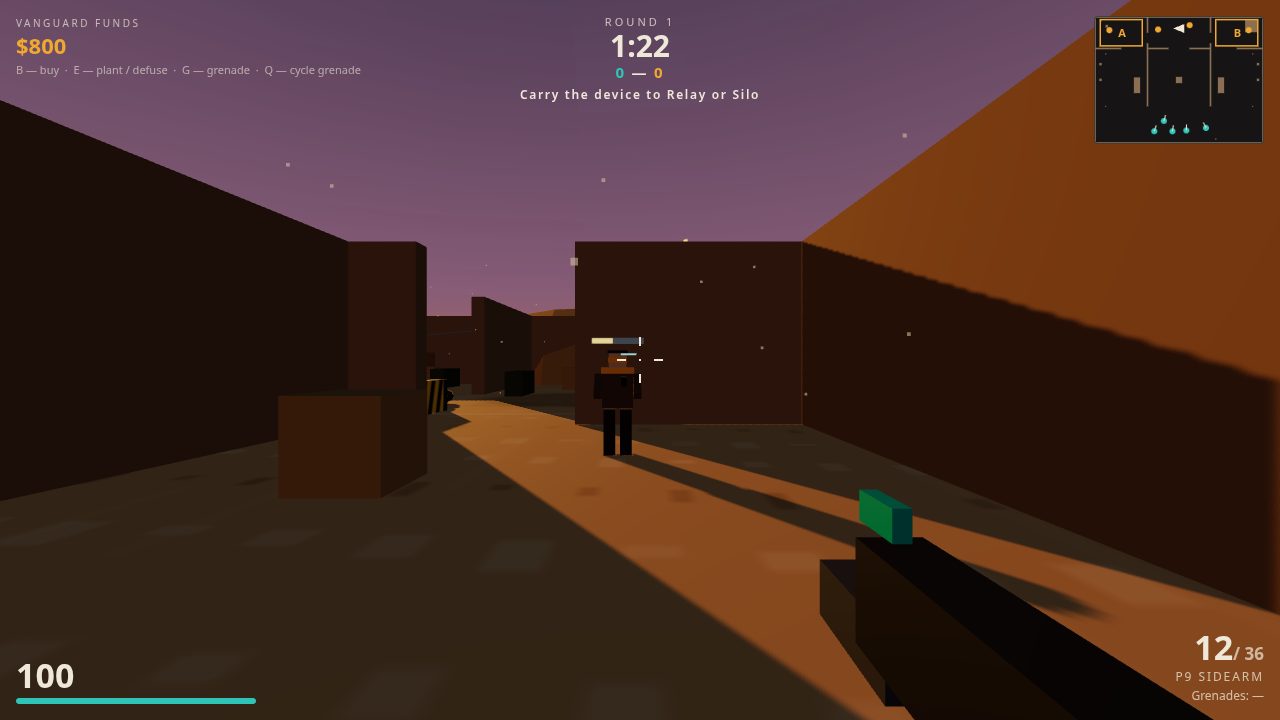 VANGUARD FUNDS
$800
B — buy · E — plant / defuse · G — grenade · Q — cycle grenade
ROUND 1
1:22
0 — 0
Carry the device to Relay or Silo
A
B
100
12 / 36
P9 SIDEARM
Grenades: —